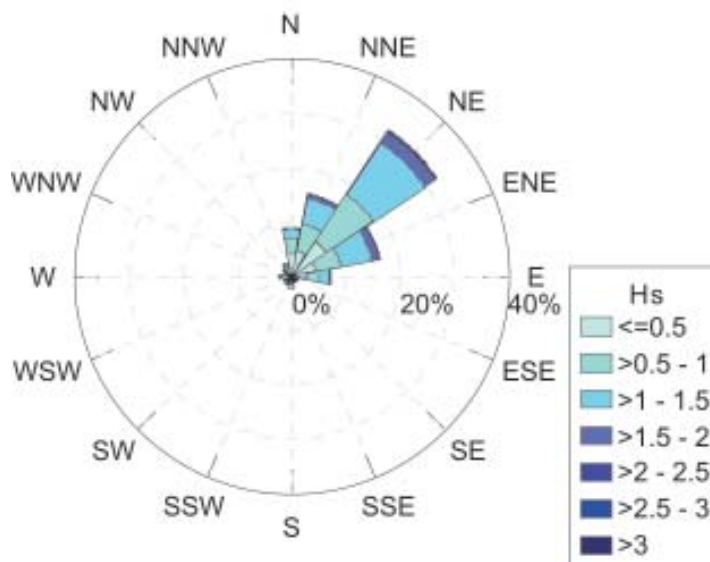 N
NNW
NNE
NW
NE
WNW
ENE
W
E
0%
20%
40%
WSW
ESE
SW
SE
SSW
SSE
S
Hs
<=0.5
>0.5 - 1
>1 - 1.5
>1.5 - 2
>2 - 2.5
>2.5 - 3
>3